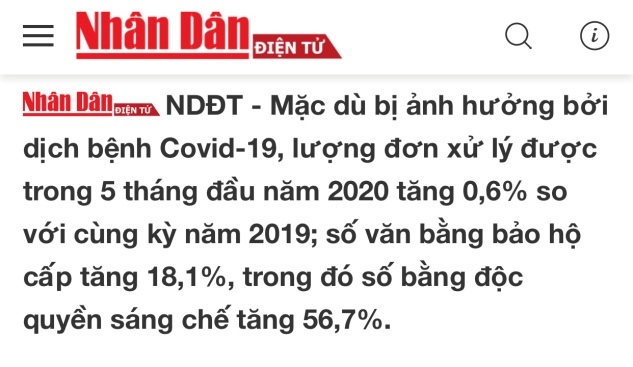 Nhân Dân ĐIỆN TỬ
Nhân Dân ĐIỆN TỬ NDĐT - Mặc dù bị ảnh hưởng bởi
dịch bệnh Covid-19, lượng đơn xử lý được
trong 5 tháng đầu năm 2020 tăng 0,6% so
với cùng kỳ năm 2019; số văn bằng bảo hộ
cấp tăng 18,1%, trong đó số bằng độc
quyền sáng chế tăng 56,7%.